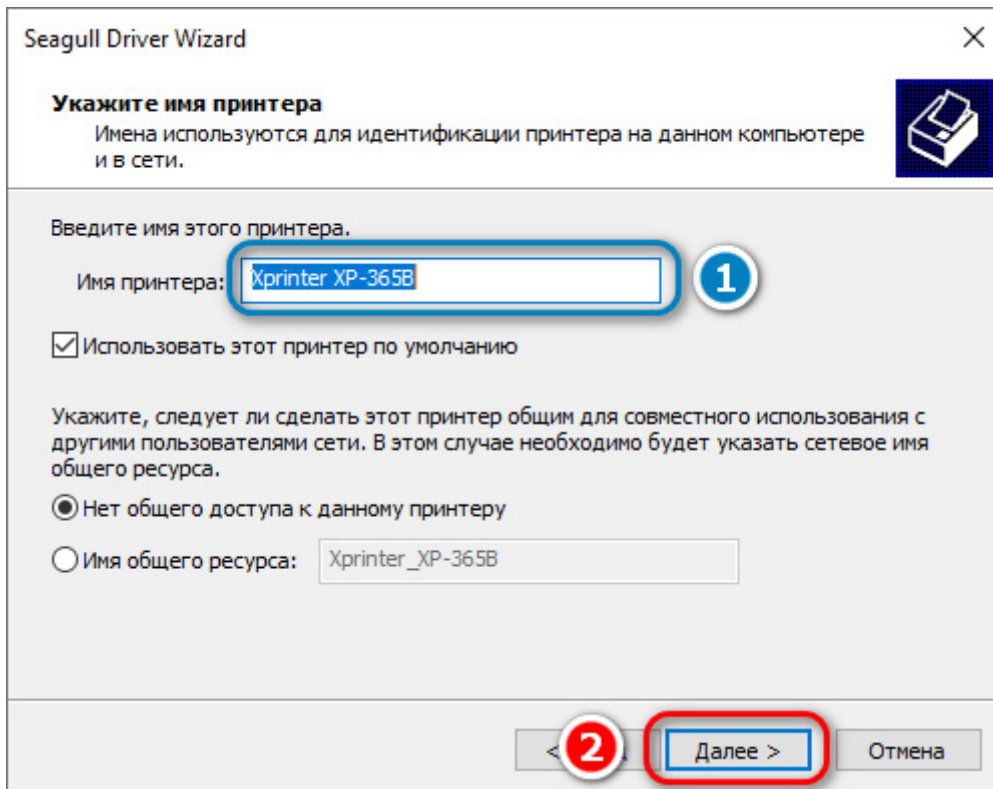 Seagull Driver Wizard
Укажите имя принтера
Имена используются для идентификации принтера на данном компьютере
и в сети.
Введите имя этого принтера.
Имя принтера: Xprinter XP-365B
1
Использовать этот принтер по умолчанию
Укажите, следует ли сделать этот принтер общим для совместного использования с
другими пользователями сети. В этом случае необходимо будет указать сетевое имя
общего ресурса.
Нет общего доступа к данному принтеру
Имя общего ресурса: Xprinter_XP-365B
< 2 Далее > Отмена